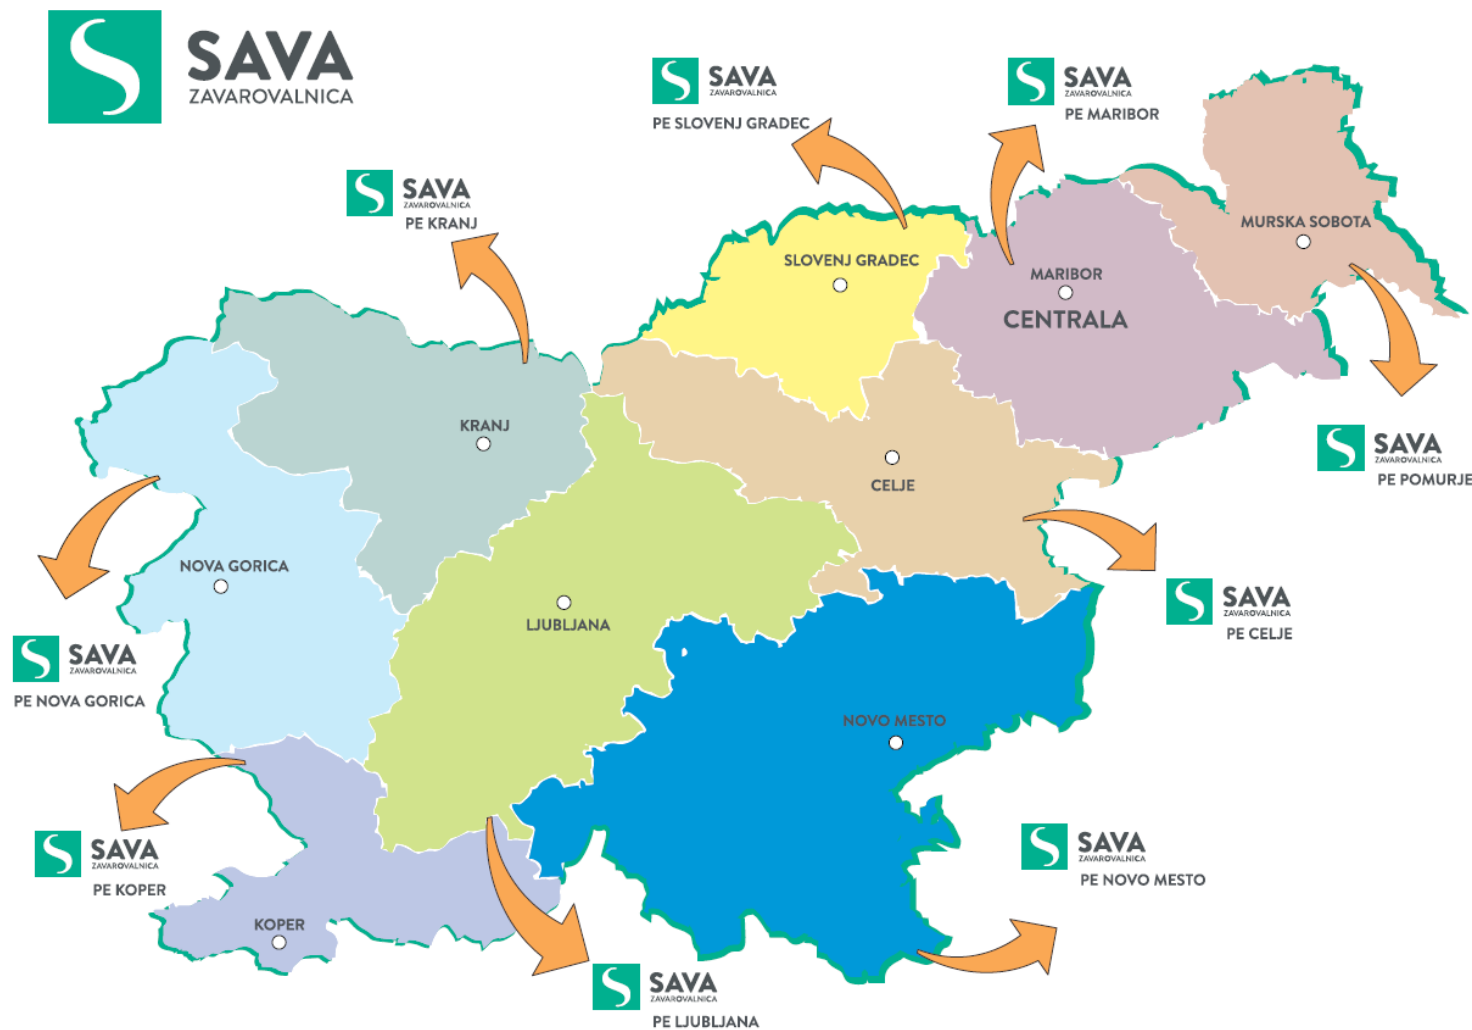 SAVA
ZAVAROVALNICA
SAVA
ZAVAROVALNICA
PE SLOVENJ GRADEC
SAVA
ZAVAROVALNICA
PE MARIBOR
SAVA
ZAVAROVALNICA
PE KRANJ
MURSKA SOBOTA
SLOVENJ GRADEC
MARIBOR
CENTRALA
KRANJ
SAVA
ZAVAROVALNICA
PE POMURJE
CELJE
NOVA GORICA
LJUBLJANA
SAVA
ZAVAROVALNICA
PE CELJE
SAVA
ZAVAROVALNICA
PE NOVA GORICA
NOVO MESTO
SAVA
ZAVAROVALNICA
PE KOPER
SAVA
ZAVAROVALNICA
PE NOVO MESTO
KOPER
SAVA
ZAVAROVALNICA
PE LJUBLJANA